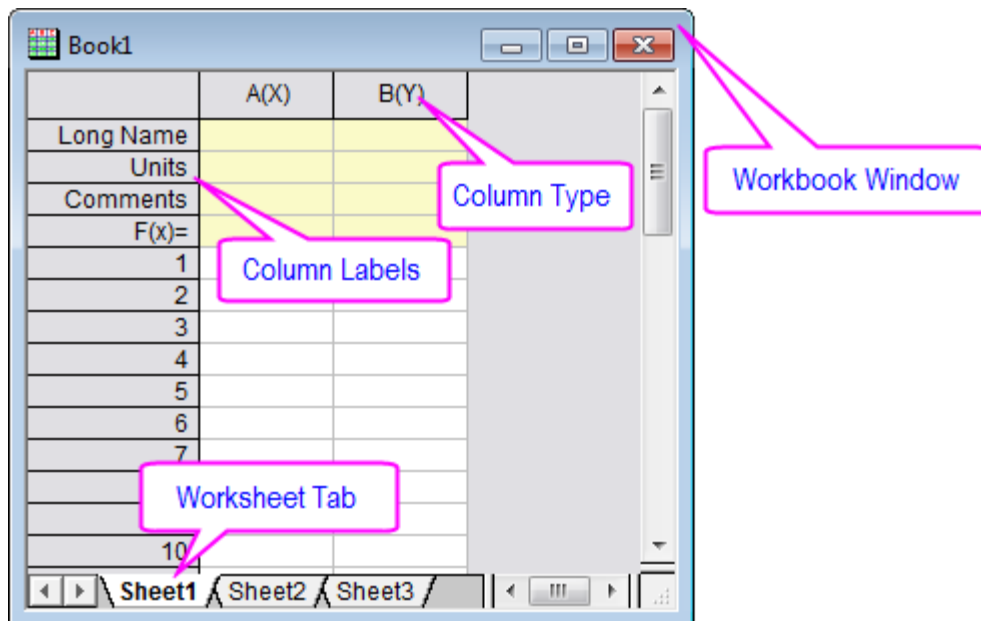 Book1
A(X) B(Y)
Long Name
Units
Comments
F(x)=
1
2
3
4
5
6
7
10
Column Type
Workbook Window
Column Labels
Worksheet Tab
Sheet1 Sheet2 Sheet3